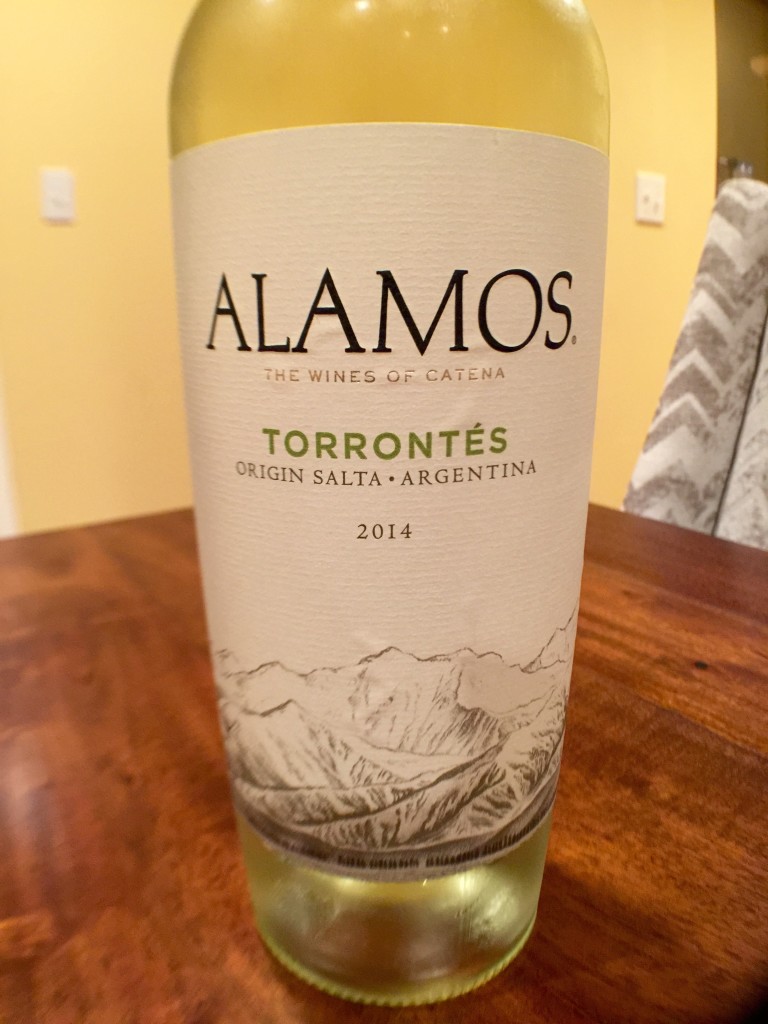 ALAMOS®
THE WINES OF CATENA
TORRONTÉS
ORIGIN SALTA • ARGENTINA
2014